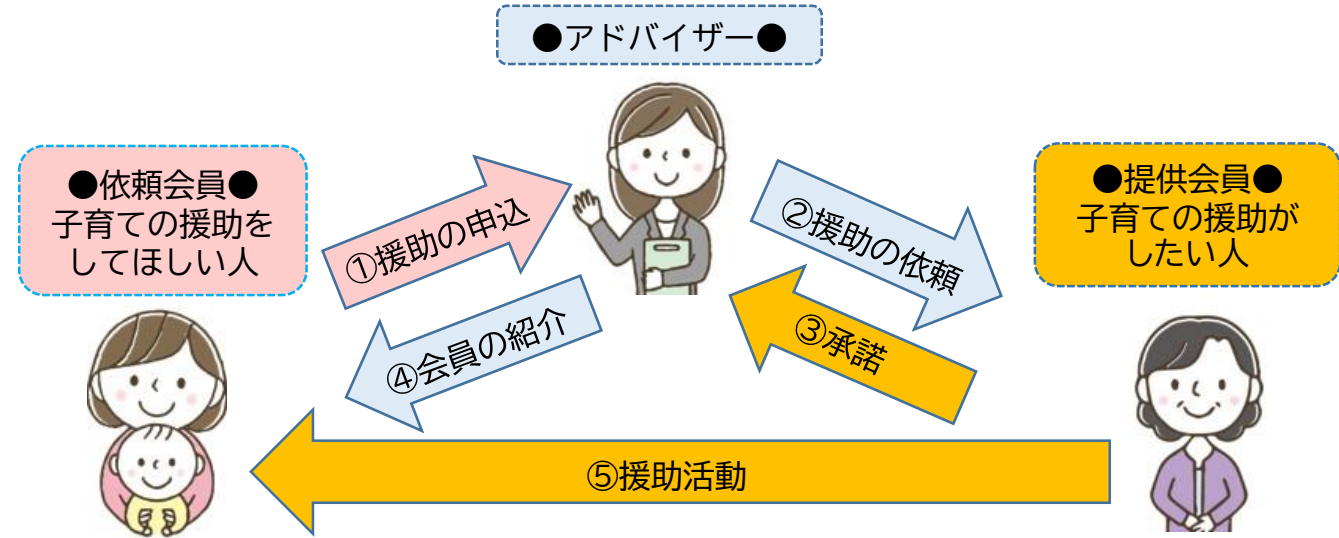 ●アドバイザー●
●依頼会員●
子育ての援助を
してほしい人
●提供会員●
子育ての援助が
したい人
①援助の申込
②援助の依頼
③承諾
④会員の紹介
⑤援助活動